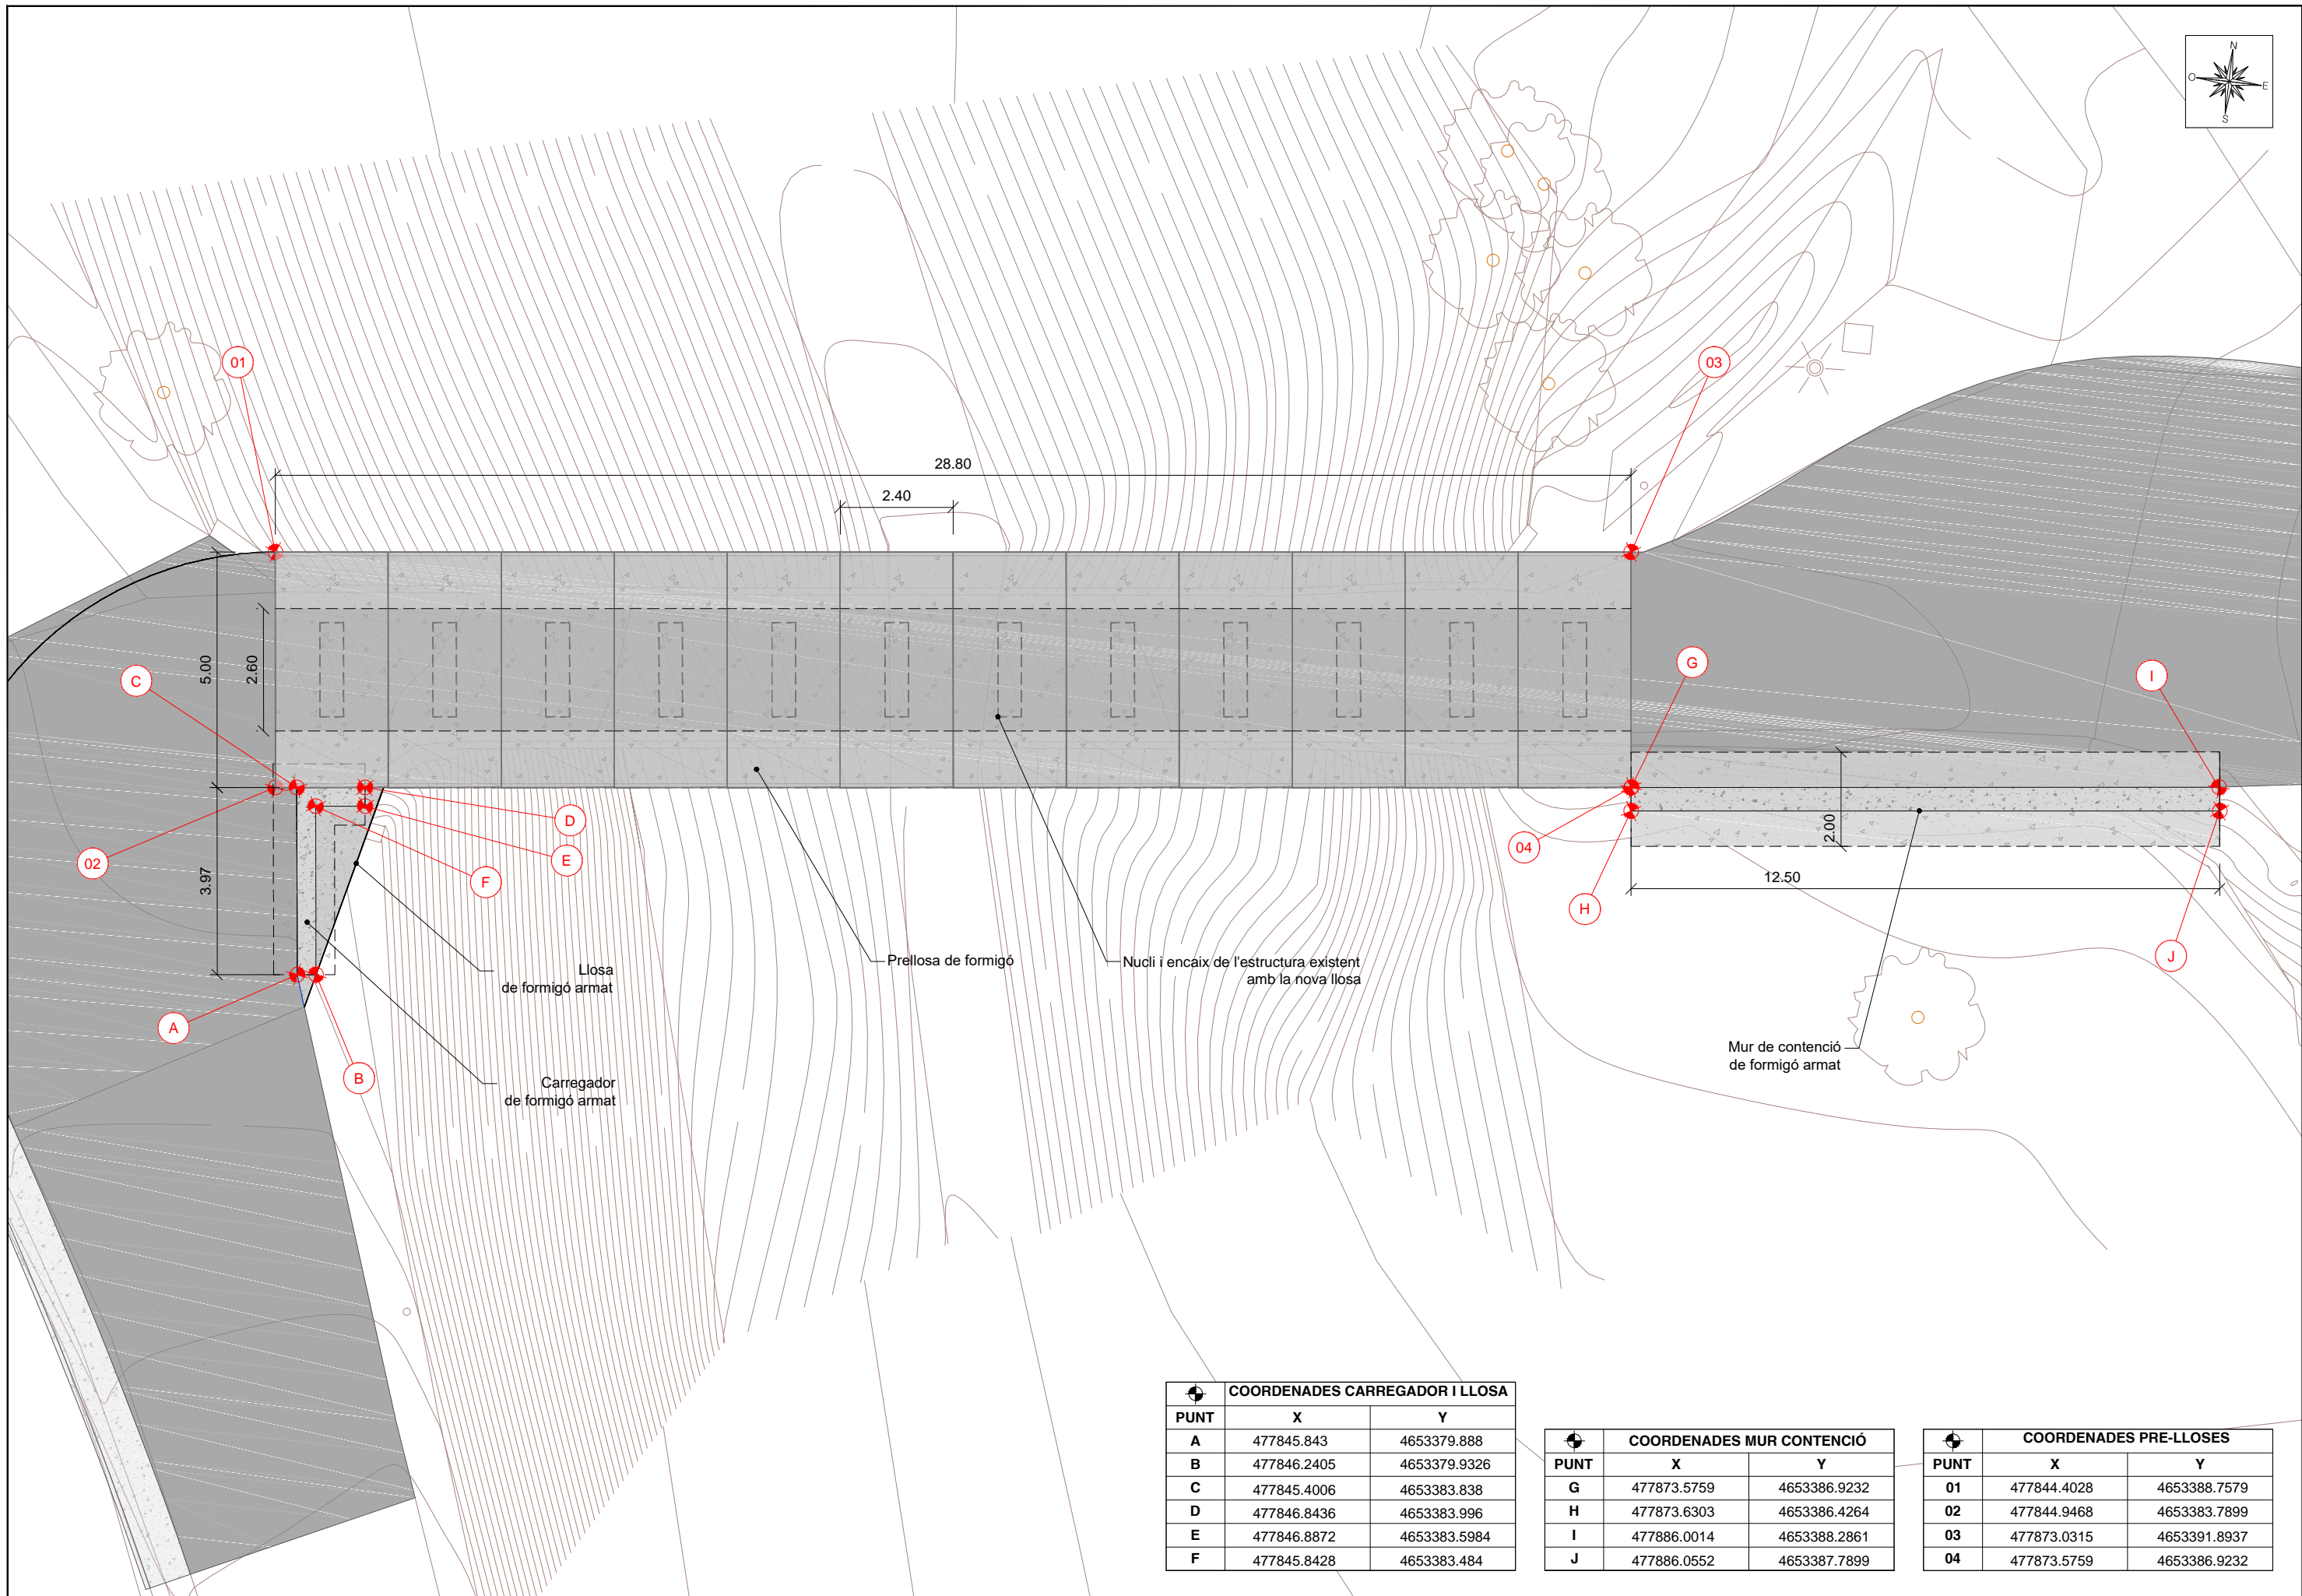 N
O
E
S
01
03
28.80
2.40
5.00
2.60
C
G
I
D
E
F
02
3.97
04
2.00
12.50
H
J
A
B
Llosa
de formigó armat
Prellosa de formigó
Nucli i encaix de l'estructura existent
amb la nova llosa
Carregador
de formigó armat
Mur de contenció
de formigó armat
COORDENADES CARREGADOR I LLOSA
PUNT X Y
A 477845.843 4653379.888
B 477846.2405 4653379.9326
C 477845.4006 4653383.838
D 477846.8436 4653383.996
E 477846.8872 4653383.5984
F 477845.8428 4653383.484
COORDENADES MUR CONTENCIÓ
PUNT X Y
G 477873.5759 4653386.9232
H 477873.6303 4653386.4264
I 477886.0014 4653388.2861
J 477886.0552 4653387.7899
COORDENADES PRE-LLOSES
PUNT X Y
01 477844.4028 4653388.7579
02 477844.9468 4653383.7899
03 477873.0315 4653391.8937
04 477873.5759 4653386.9232